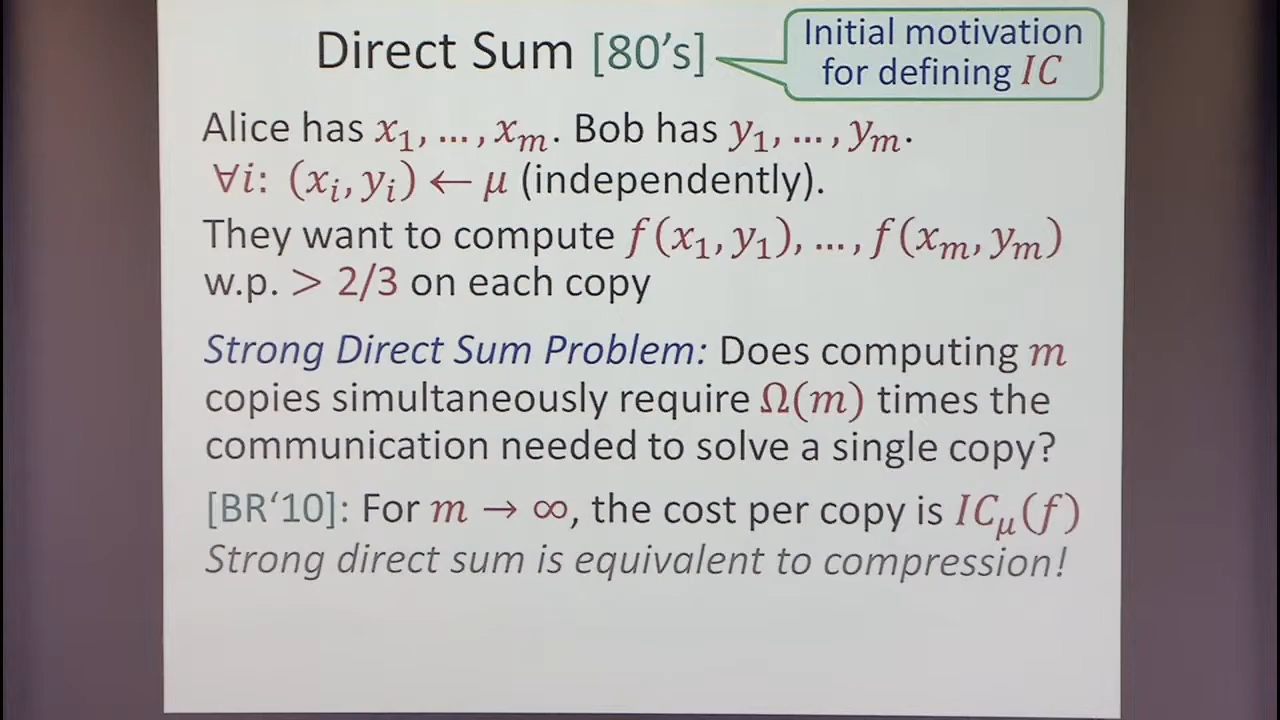 Direct Sum [80's]
Initial motivation
for defining IC
Alice has x₁, …, xₘ. Bob has y₁, …, yₘ.
∀i: (xᵢ, yᵢ) ← μ (independently).
They want to compute f(x₁, y₁), …, f(xₘ, yₘ)
w.p. > 2/3 on each copy
Strong Direct Sum Problem: Does computing m
copies simultaneously require Ω(m) times the
communication needed to solve a single copy?
[BR‘10]: For m → ∞, the cost per copy is IC_μ(f)
Strong direct sum is equivalent to compression!